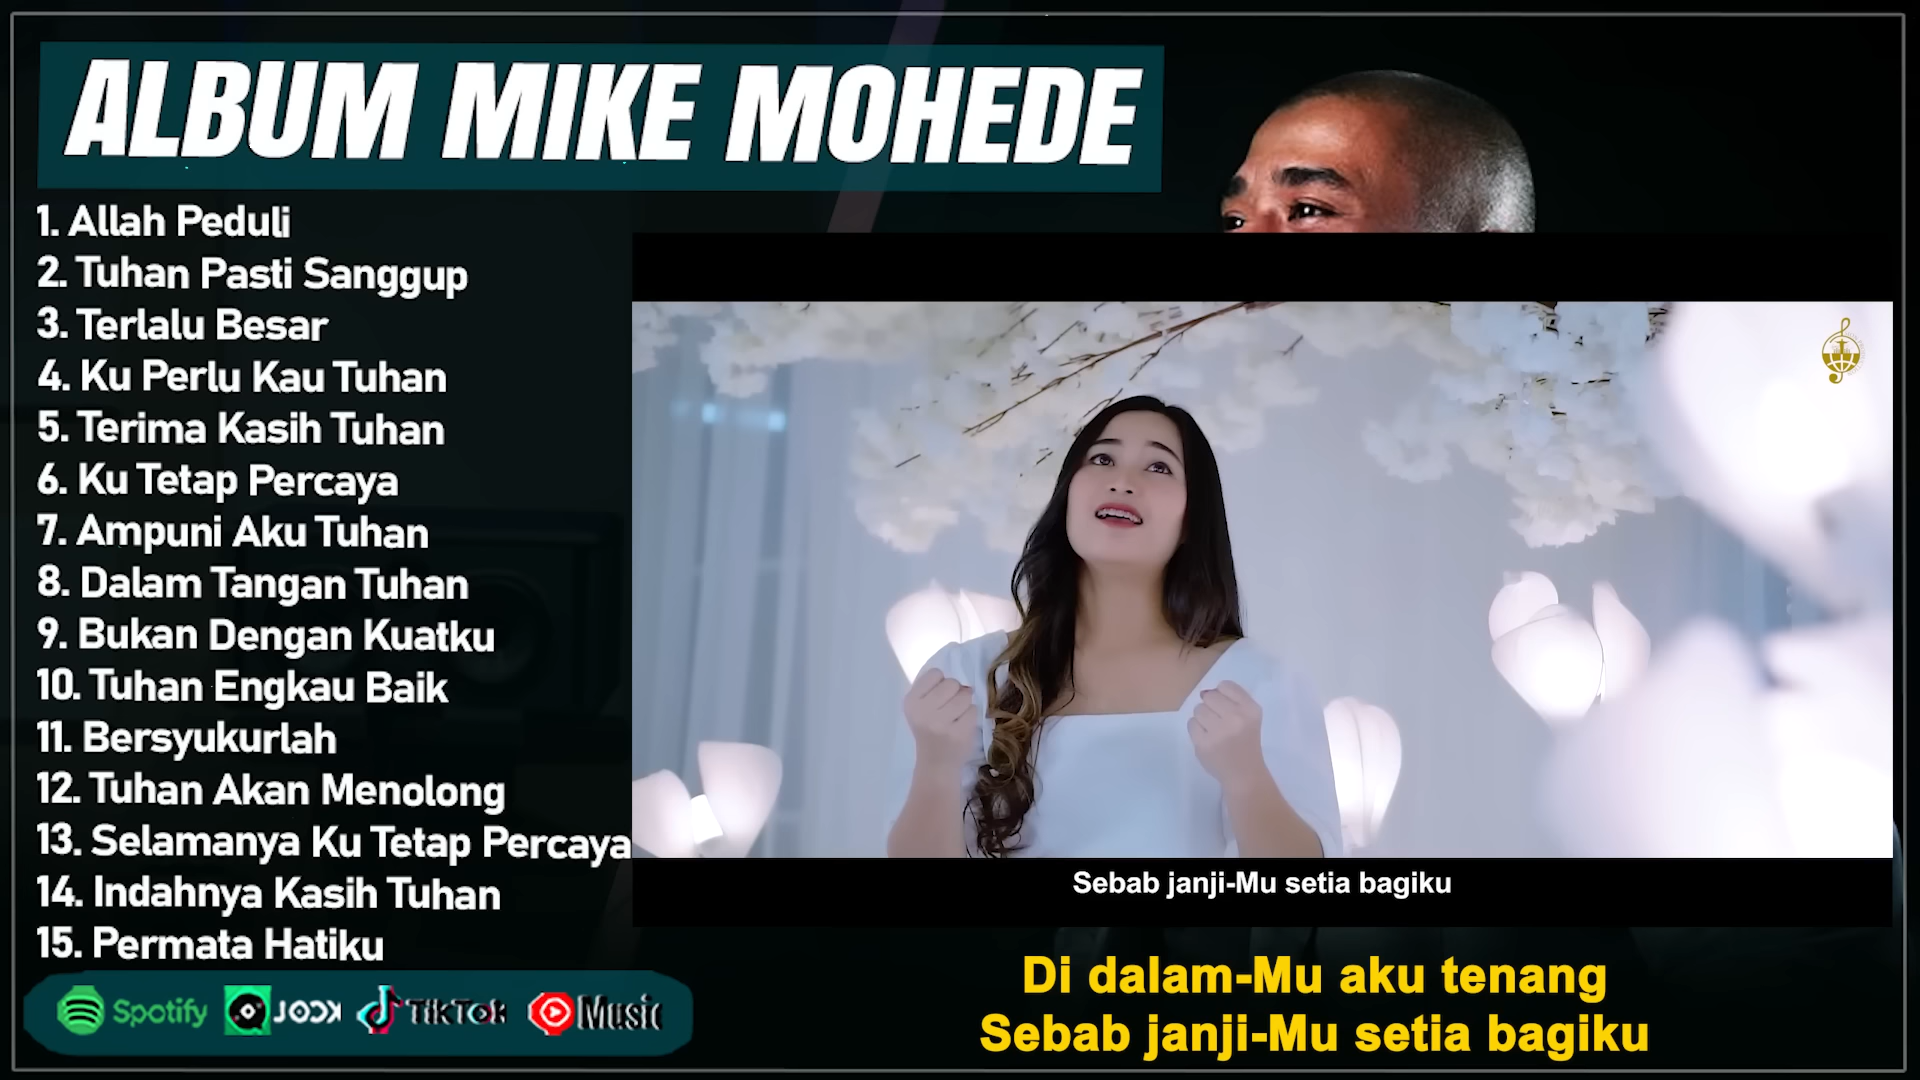 ALBUM MIKE MOHEDE
1. Allah Peduli
2. Tuhan Pasti Sanggup
3. Terlalu Besar
4. Ku Perlu Kau Tuhan
5. Terima Kasih Tuhan
6. Ku Tetap Percaya
7. Ampuni Aku Tuhan
8. Dalam Tangan Tuhan
9. Bukan Dengan Kuatku
10. Tuhan Engkau Baik
11. Bersyukurlah
12. Tuhan Akan Menolong
13. Selamanya Ku Tetap Percaya
14. Indahnya Kasih Tuhan
15. Permata Hatiku
Spotify JOOX TikTok Music
Sebab janji-Mu setia bagiku
Di dalam-Mu aku tenang
Sebab janji-Mu setia bagiku